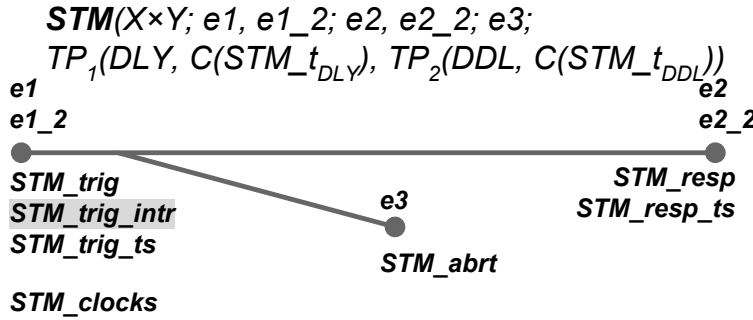 STM(X×Y; e1, e1_2; e2, e2_2; e3;
TP1(DLY, C(STM_tDLY), TP2(DDL, C(STM_tDDL))
e1
e1_2
e2
e2_2
STM_trig
STM_trig_intr
STM_trig_ts
STM_clocks
e3
STM_abrt
STM_resp
STM_resp_ts